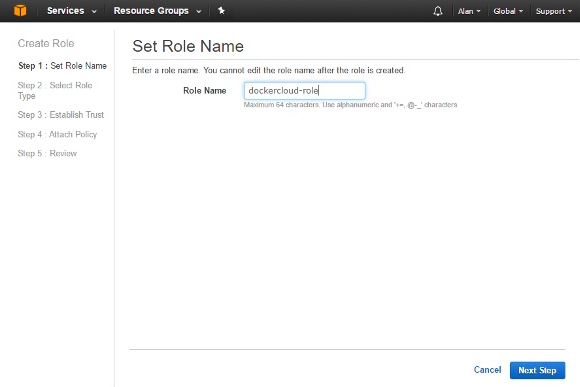 Services Resource Groups Alan Global Support
Create Role
Step 1 : Set Role Name
Step 2 : Select Role
Type
Step 3 : Establish Trust
Step 4 : Attach Policy
Step 5 : Review
Set Role Name
Enter a role name. You cannot edit the role name after the role is created.
Role Name dockercloud-role
Maximum 64 characters. Use alphanumeric and '+=,.@-_' characters
Cancel Next Step